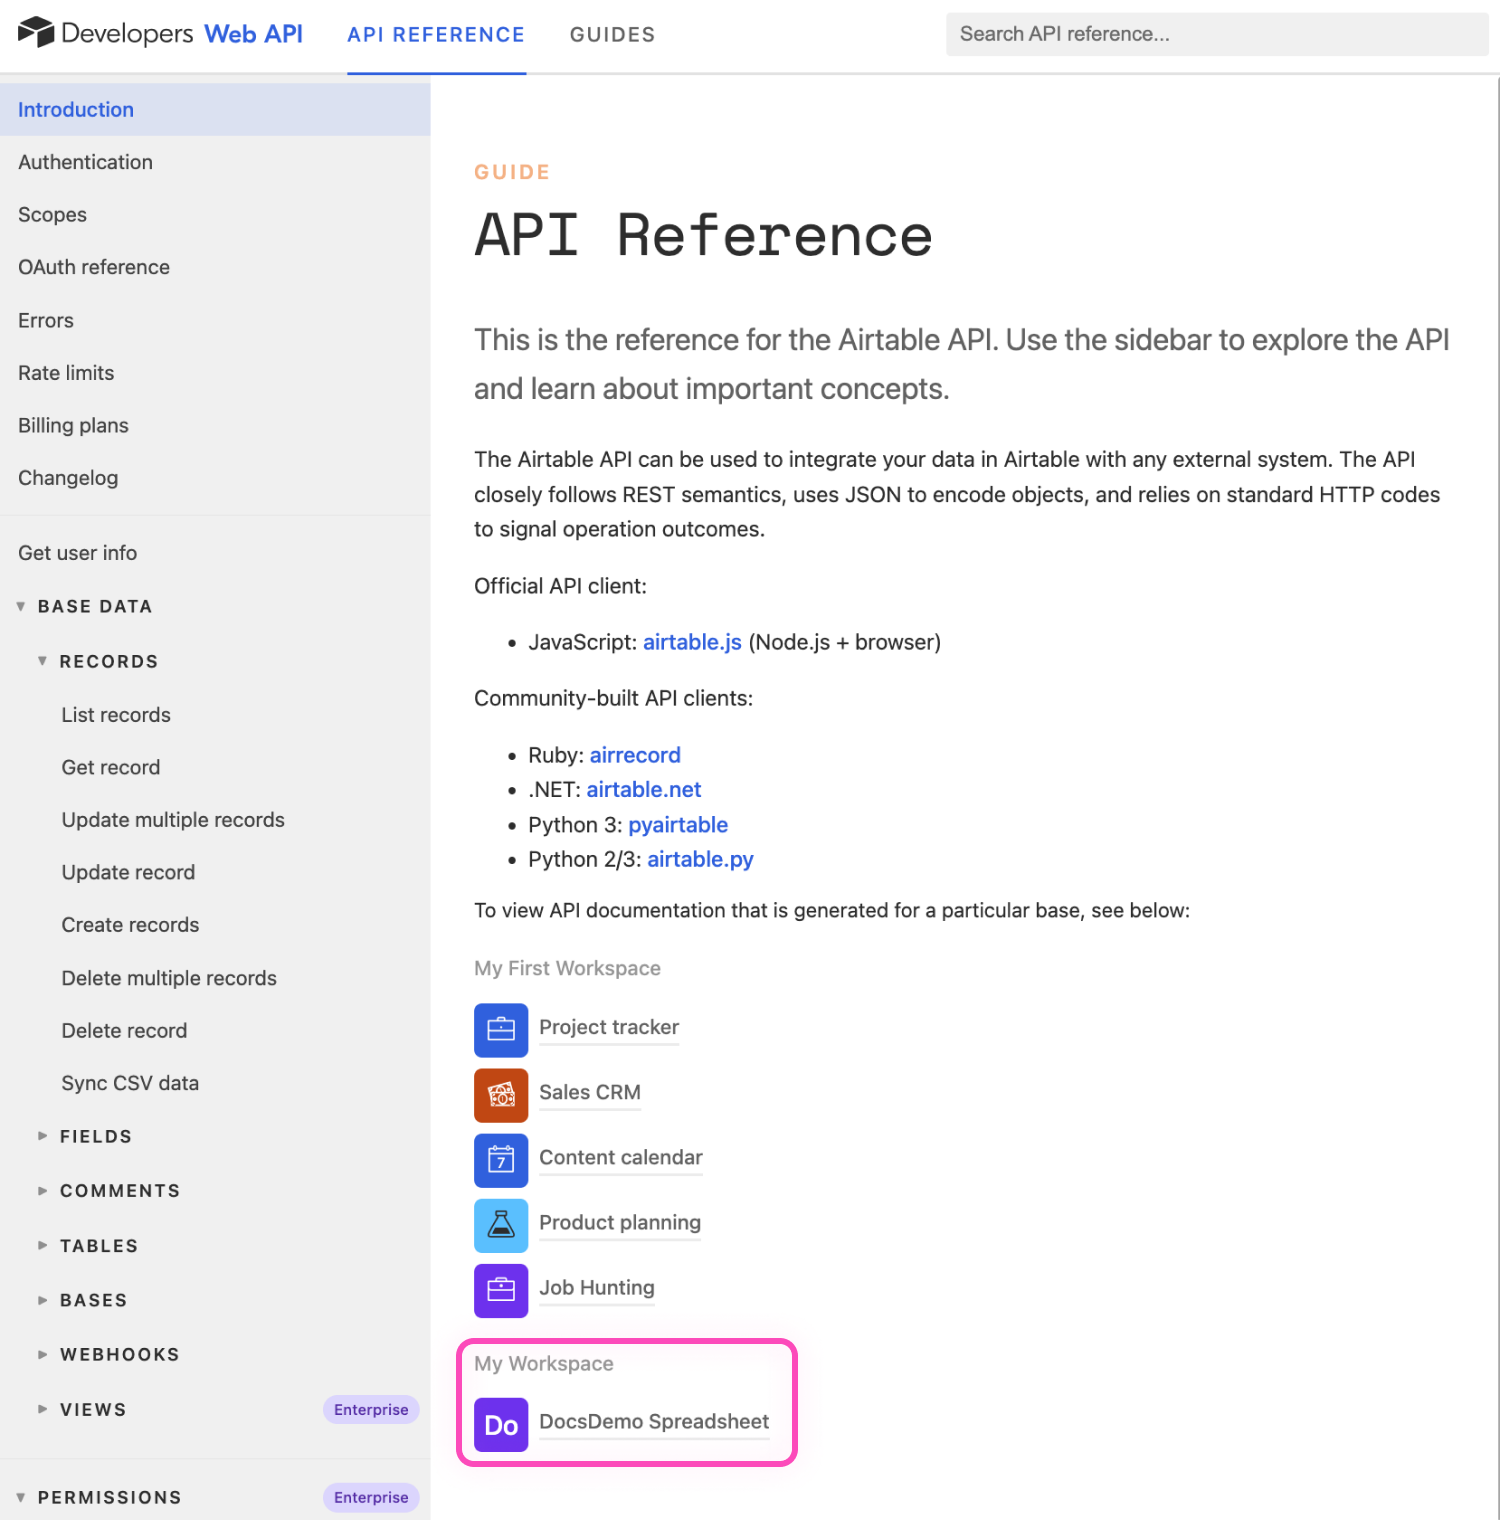 Developers Web API
API REFERENCE
GUIDES
Search API reference...
Introduction
Authentication
Scopes
OAuth reference
Errors
Rate limits
Billing plans
Changelog
Get user info
BASE DATA
RECORDS
List records
Get record
Update multiple records
Update record
Create records
Delete multiple records
Delete record
Sync CSV data
FIELDS
COMMENTS
TABLES
BASES
WEBHOOKS
VIEWS Enterprise
PERMISSIONS Enterprise
GUIDE
API Reference
This is the reference for the Airtable API. Use the sidebar to explore the API
and learn about important concepts.
The Airtable API can be used to integrate your data in Airtable with any external system. The API
closely follows REST semantics, uses JSON to encode objects, and relies on standard HTTP codes
to signal operation outcomes.
Official API client:
• JavaScript: airtable.js (Node.js + browser)
Community-built API clients:
• Ruby: airrecord
• .NET: airtable.net
• Python 3: pyairtable
• Python 2/3: airtable.py
To view API documentation that is generated for a particular base, see below:
My First Workspace
Project tracker
Sales CRM
7 Content calendar
Product planning
Job Hunting
My Workspace
Do DocsDemo Spreadsheet